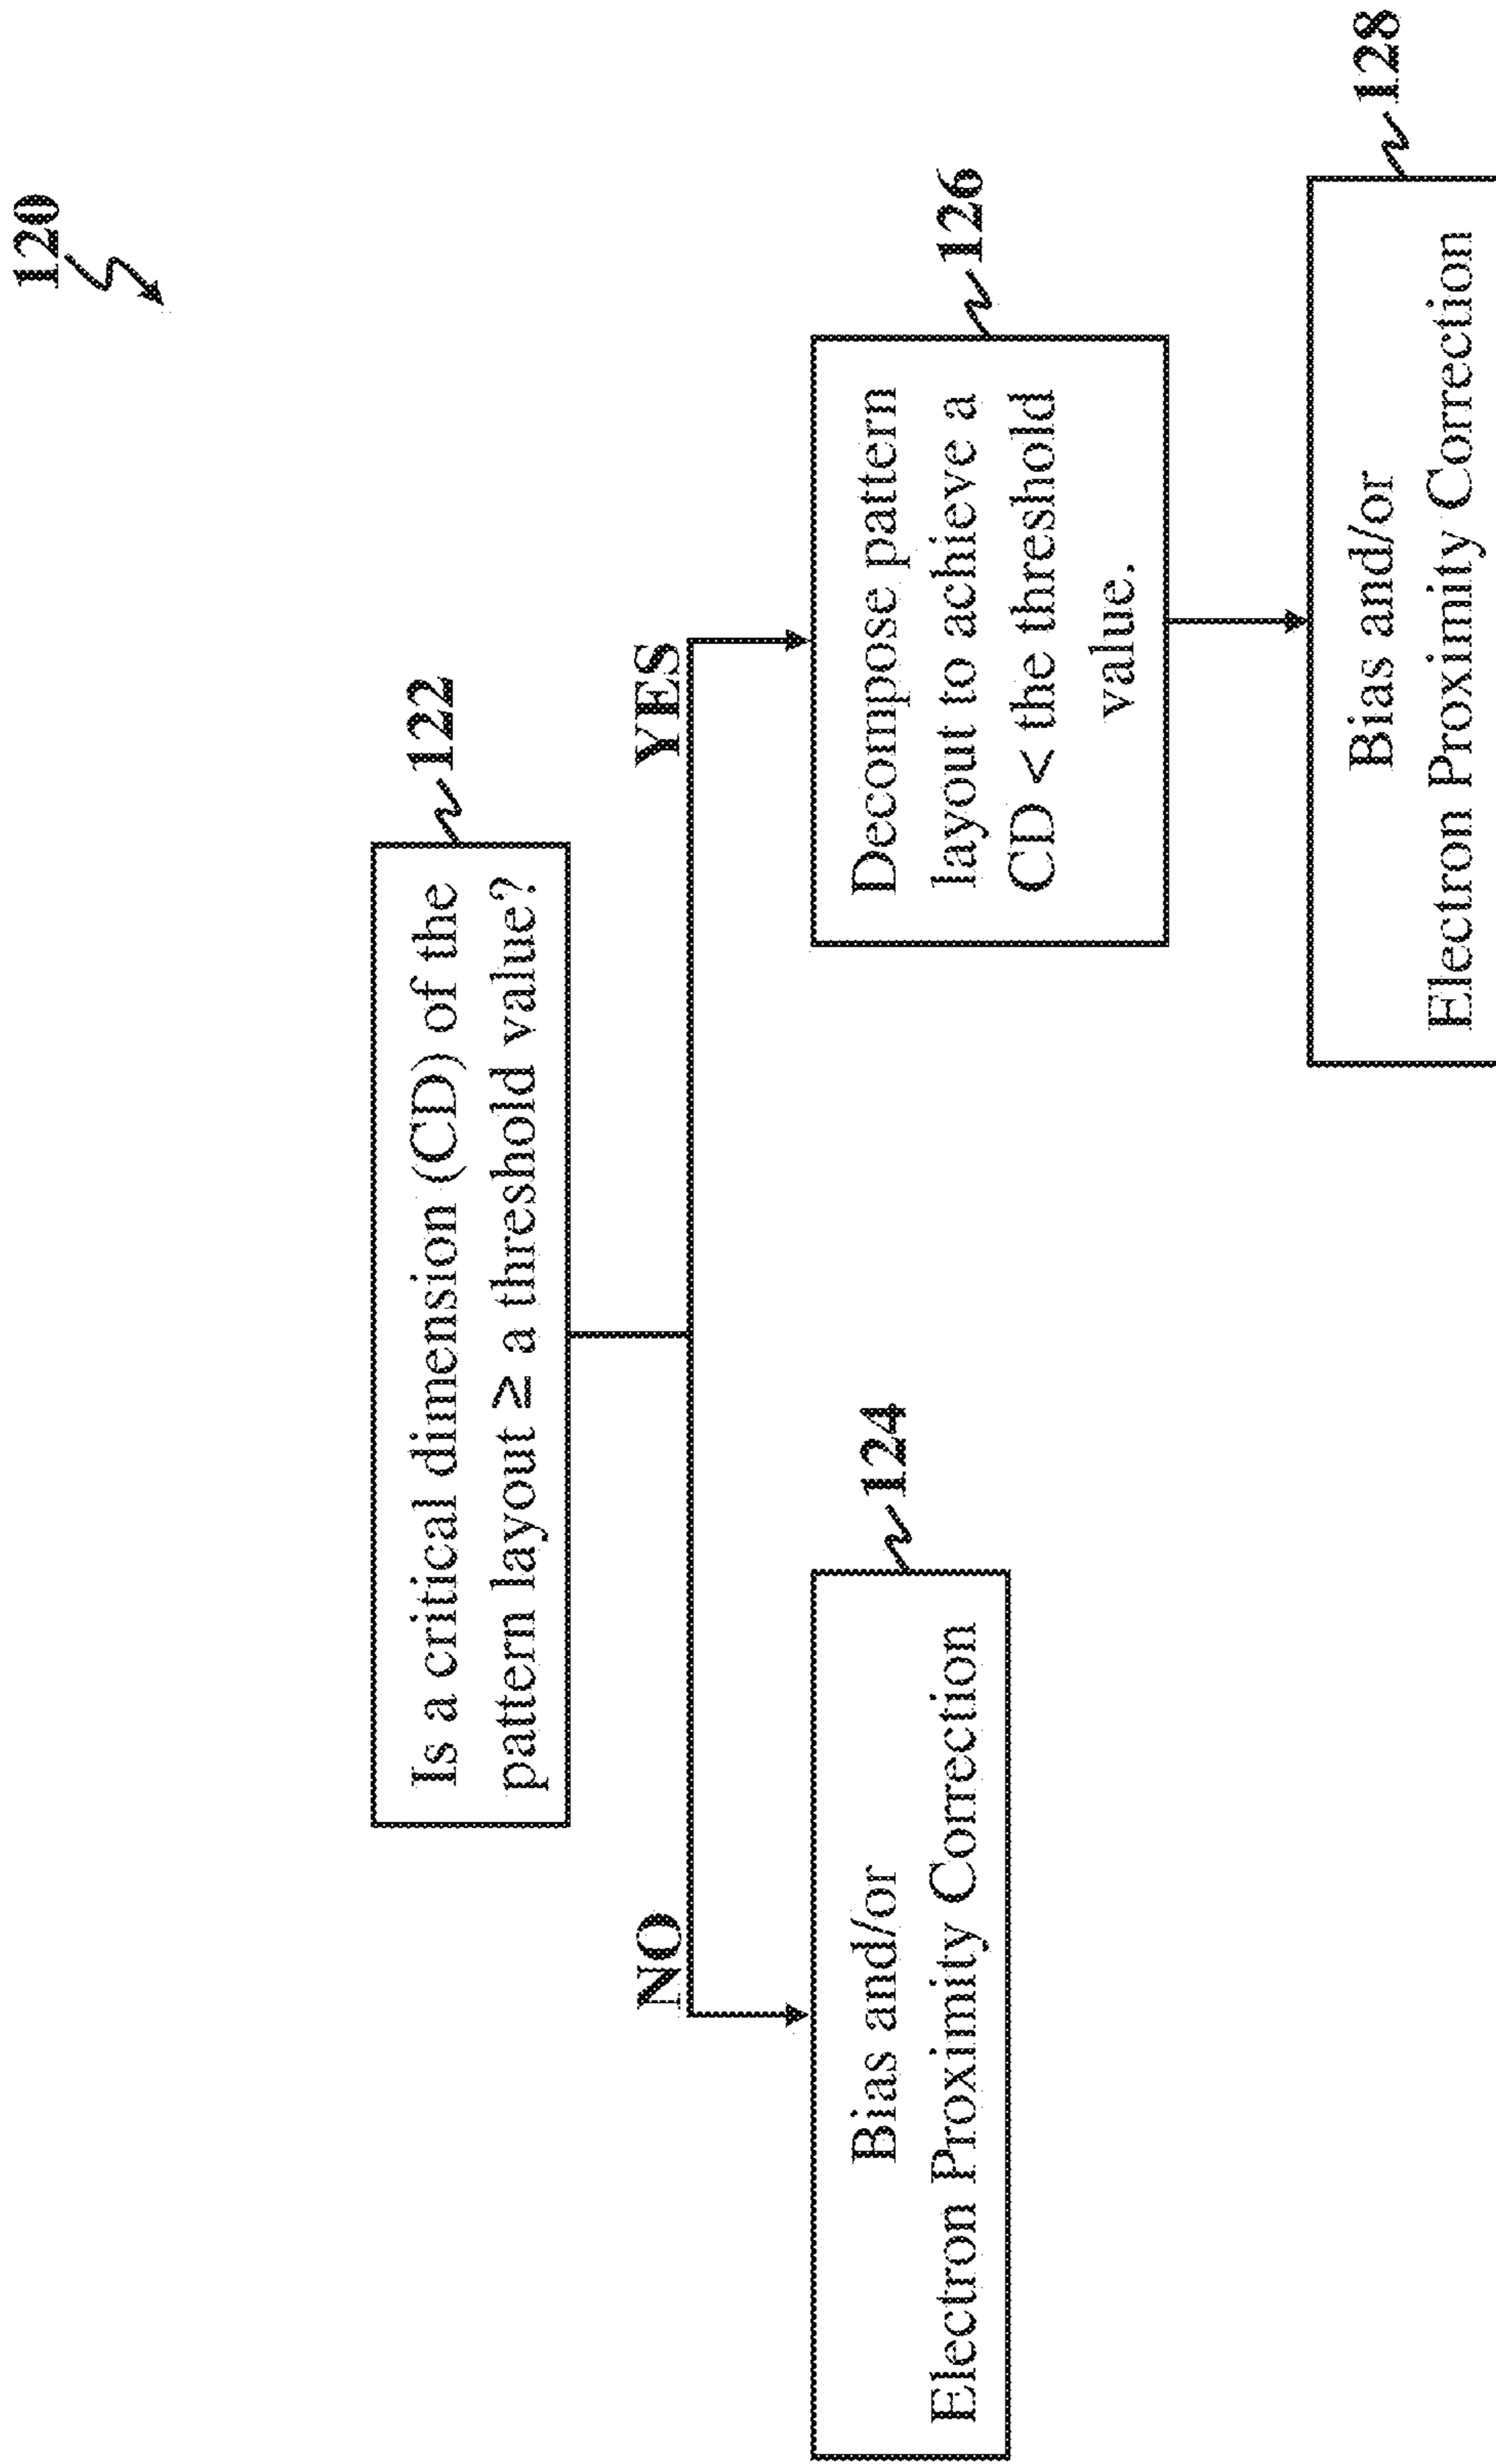 120
Is a critical dimension (CD) of the
pattern layout ≥ a threshold value?
122
NO
YES
Bias and/or
Electron Proximity Correction
124
Decompose pattern
layout to achieve a
CD < the threshold
value.
126
Bias and/or
Electron Proximity Correction
128